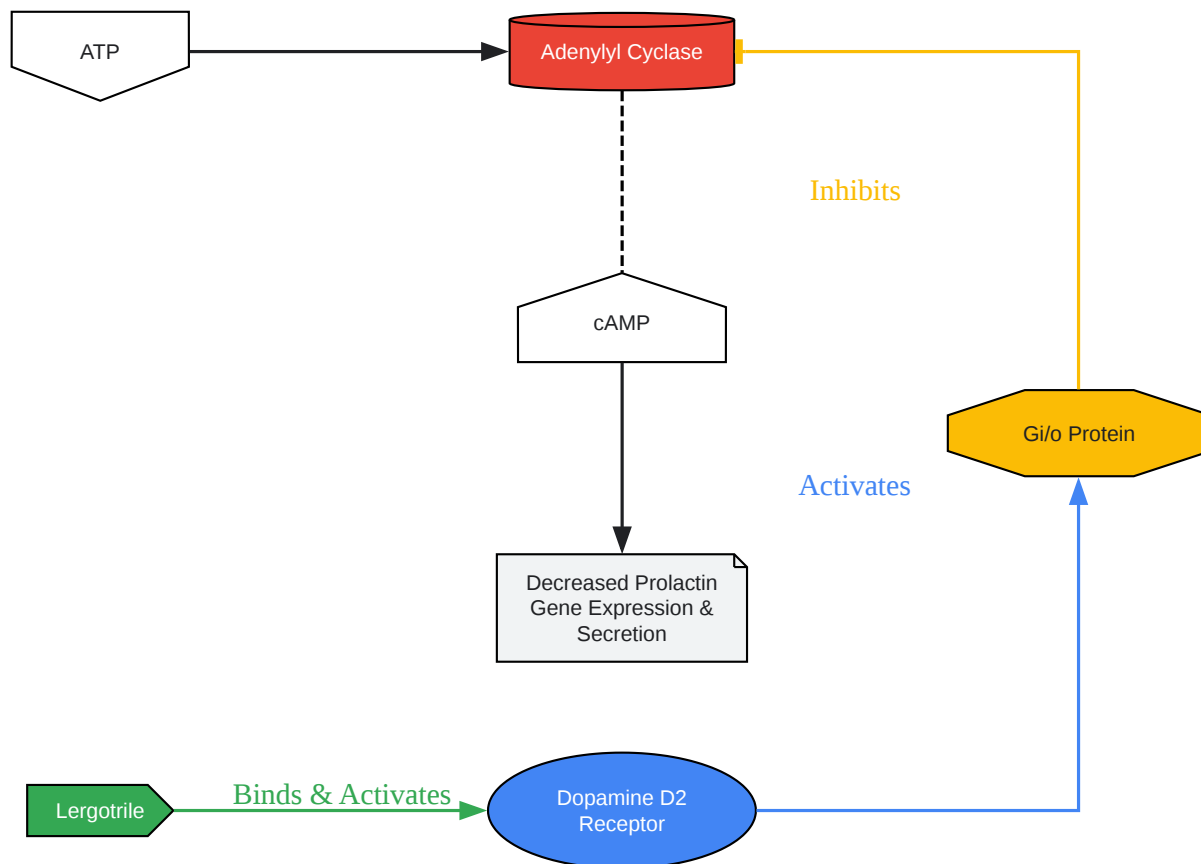 ATP
Adenylyl Cyclase
Inhibits
cAMP
Gi/o Protein
Activates
Decreased Prolactin
Gene Expression &
Secretion
Binds & Activates
Lergotrile
Dopamine D2
Receptor